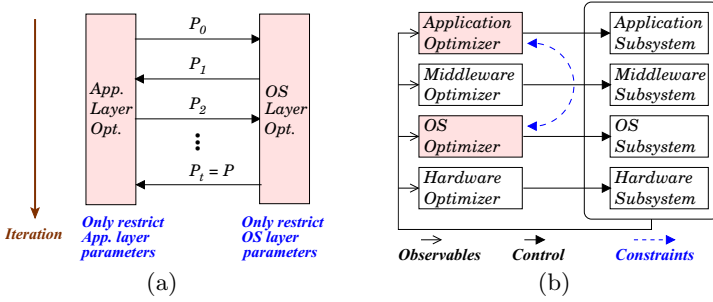 P0
P1
P2
Pt = P
App.
Layer
Opt.
OS
Layer
Opt.
Iteration
Only restrict
App. layer
parameters
Only restrict
OS layer
parameters
(a)
Application
Optimizer
Middleware
Optimizer
OS
Optimizer
Hardware
Optimizer
Application
Subsystem
Middleware
Subsystem
OS
Subsystem
Hardware
Subsystem
Observables
Control
Constraints
(b)